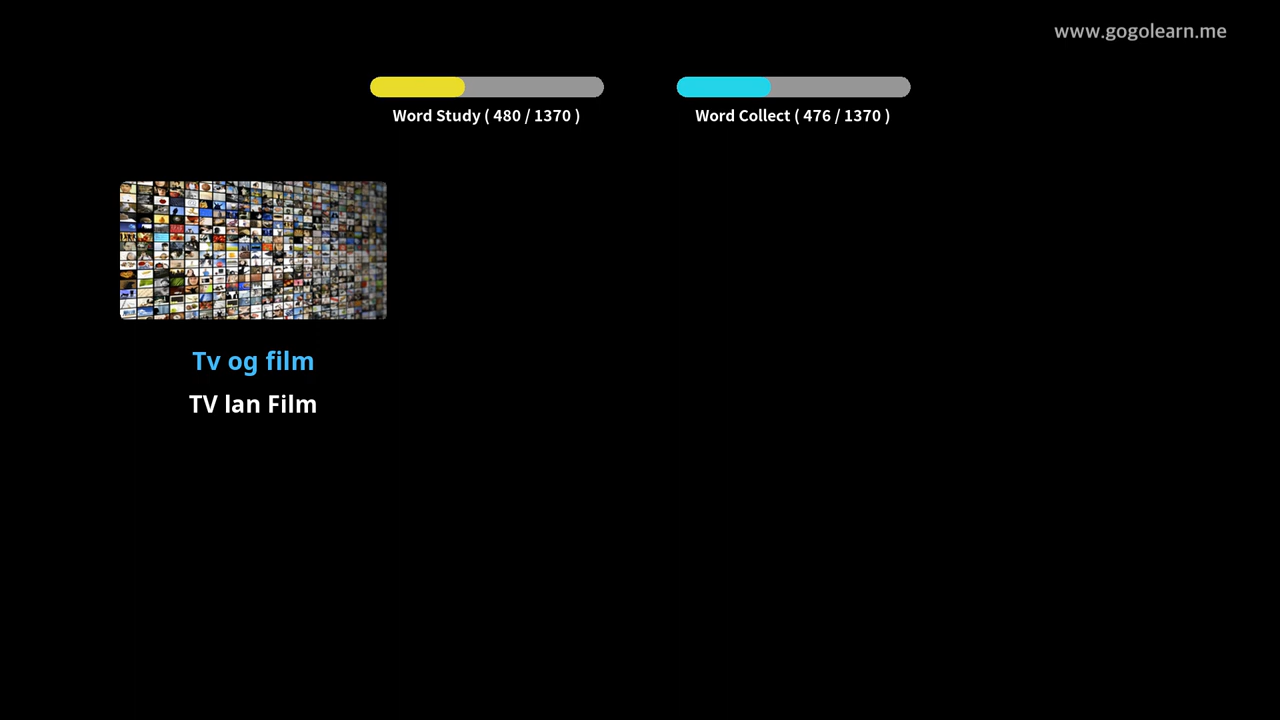 www.gogolearn.me
Word Study ( 480 / 1370 )
Word Collect ( 476 / 1370 )
Tv og film
TV lan Film